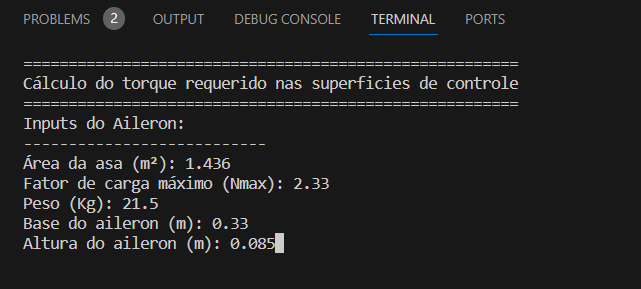 PROBLEMS 2 OUTPUT DEBUG CONSOLE TERMINAL PORTS
=======================================================
Cálculo do torque requerido nas superficies de controle
=======================================================
Inputs do Aileron:
---------------------------
Área da asa (m²): 1.436
Fator de carga máximo (Nmax): 2.33
Peso (Kg): 21.5
Base do aileron (m): 0.33
Altura do aileron (m): 0.085